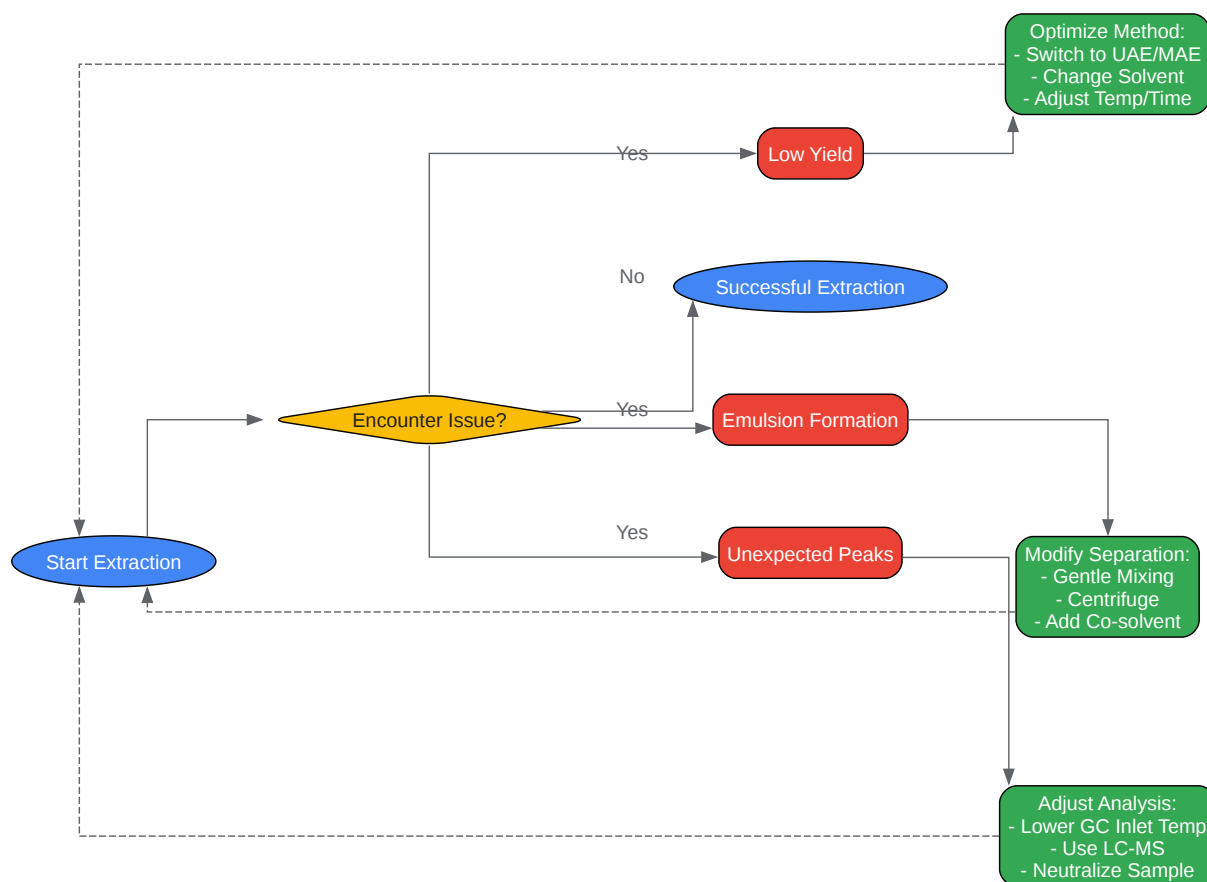 Optimize Method:
- Switch to UAE/MAE
- Change Solvent
- Adjust Temp/Time
Yes
Low Yield
No
Successful Extraction
Encounter Issue?
Yes
Emulsion Formation
Yes
Unexpected Peaks
Start Extraction
Modify Separation:
- Gentle Mixing
- Centrifuge
- Add Co-solvent
Adjust Analysis:
- Lower GC Inlet Temp
- Use LC-MS
- Neutralize Sample